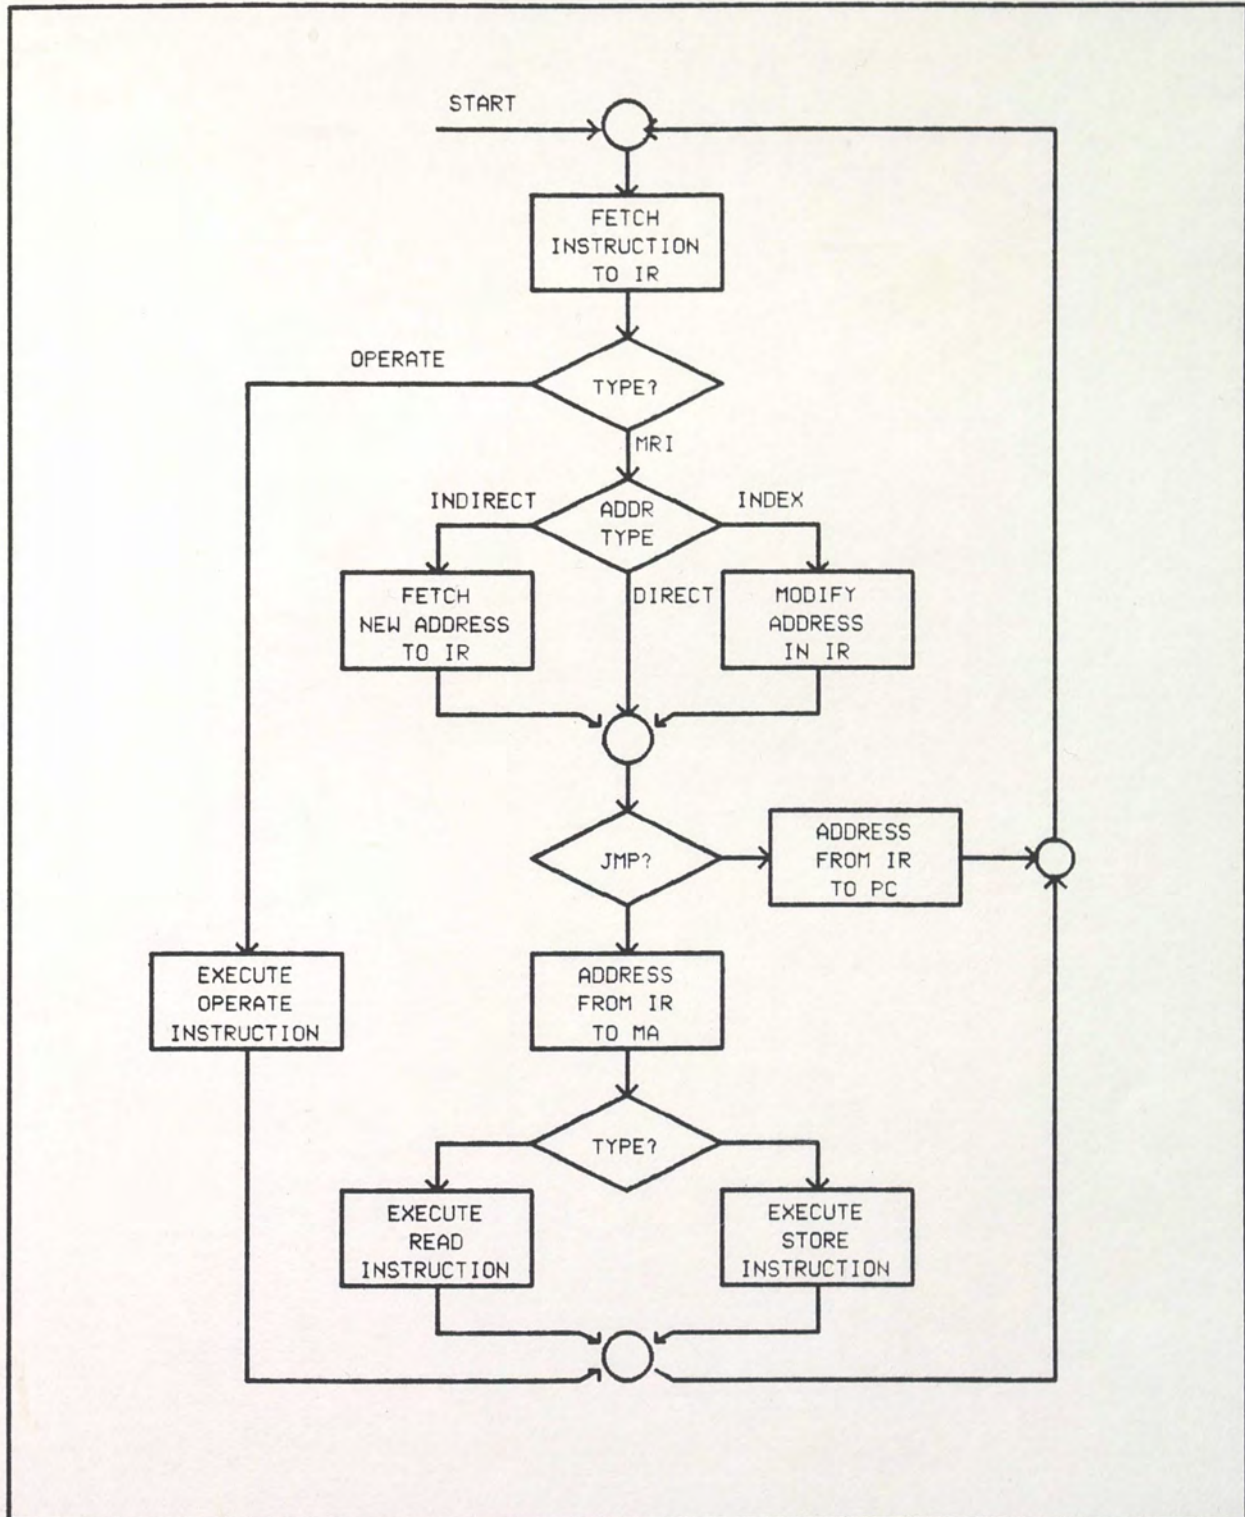 START
FETCH
INSTRUCTION
TO IR
OPERATE
TYPE?
MRI
INDIRECT
ADDR
TYPE
INDEX
FETCH
NEW ADDRESS
TO IR
DIRECT
MODIFY
ADDRESS
IN IR
JMP?
ADDRESS
FROM IR
TO PC
EXECUTE
OPERATE
INSTRUCTION
ADDRESS
FROM IR
TO MA
TYPE?
EXECUTE
READ
INSTRUCTION
EXECUTE
STORE
INSTRUCTION